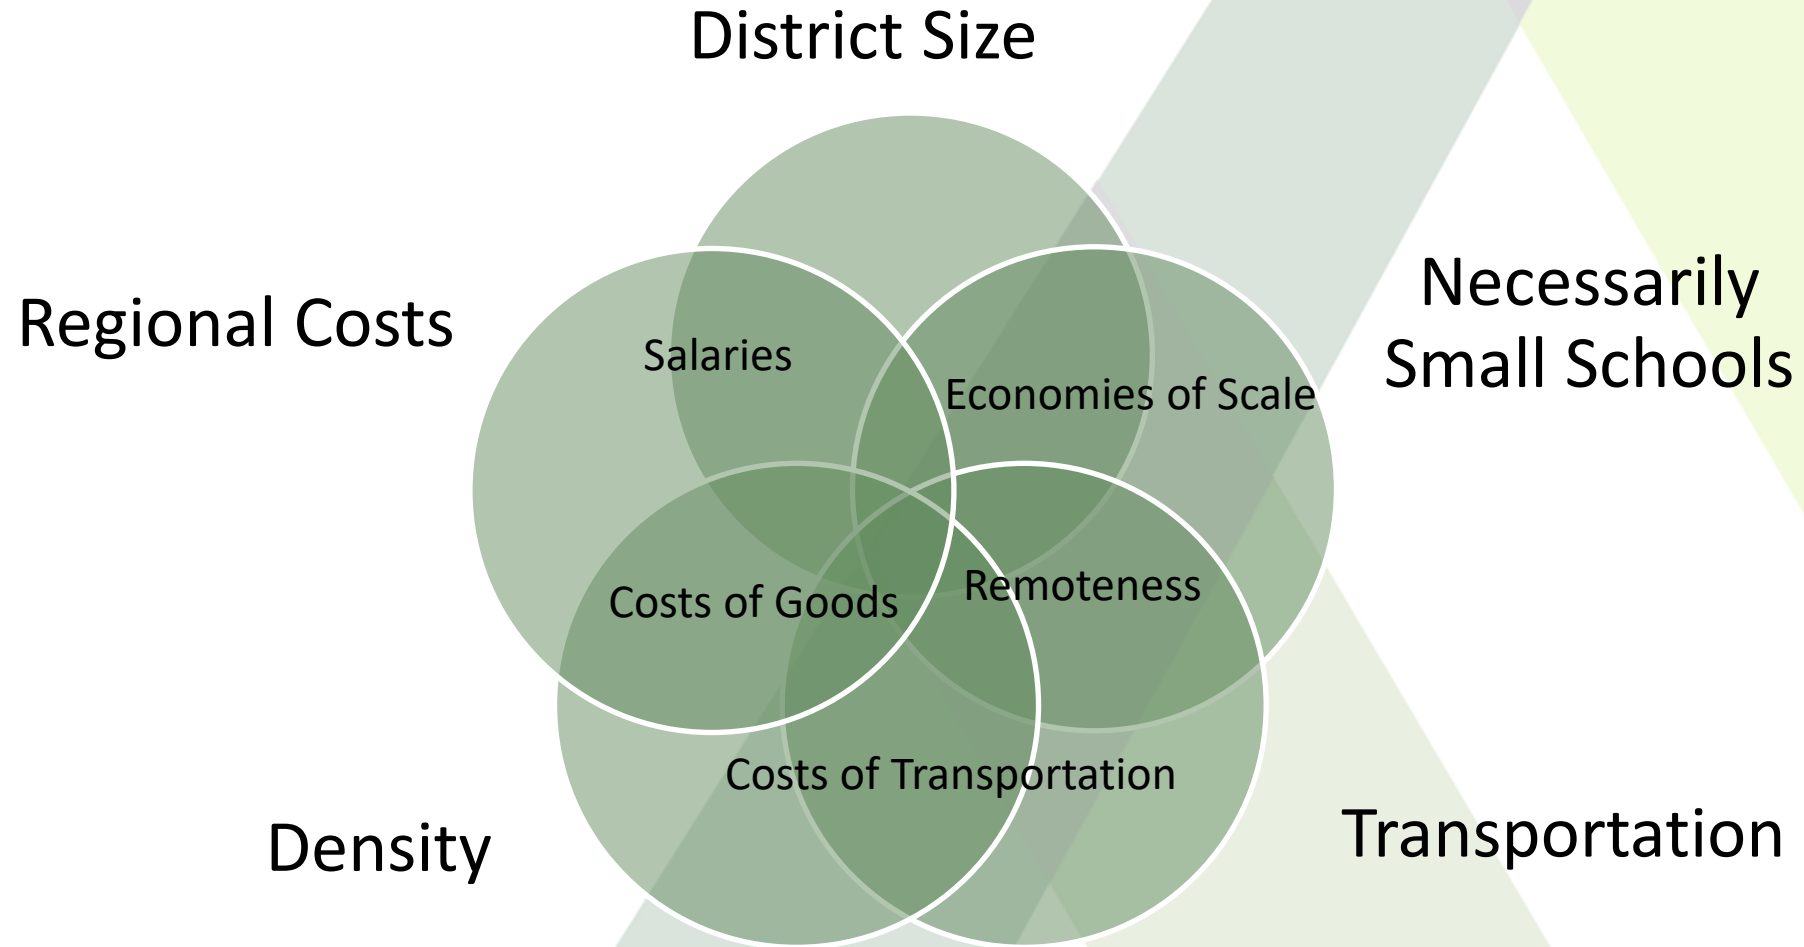 District Size
Regional Costs
Necessarily
Small Schools
Salaries
Economies of Scale
Costs of Goods
Remoteness
Costs of Transportation
Density
Transportation